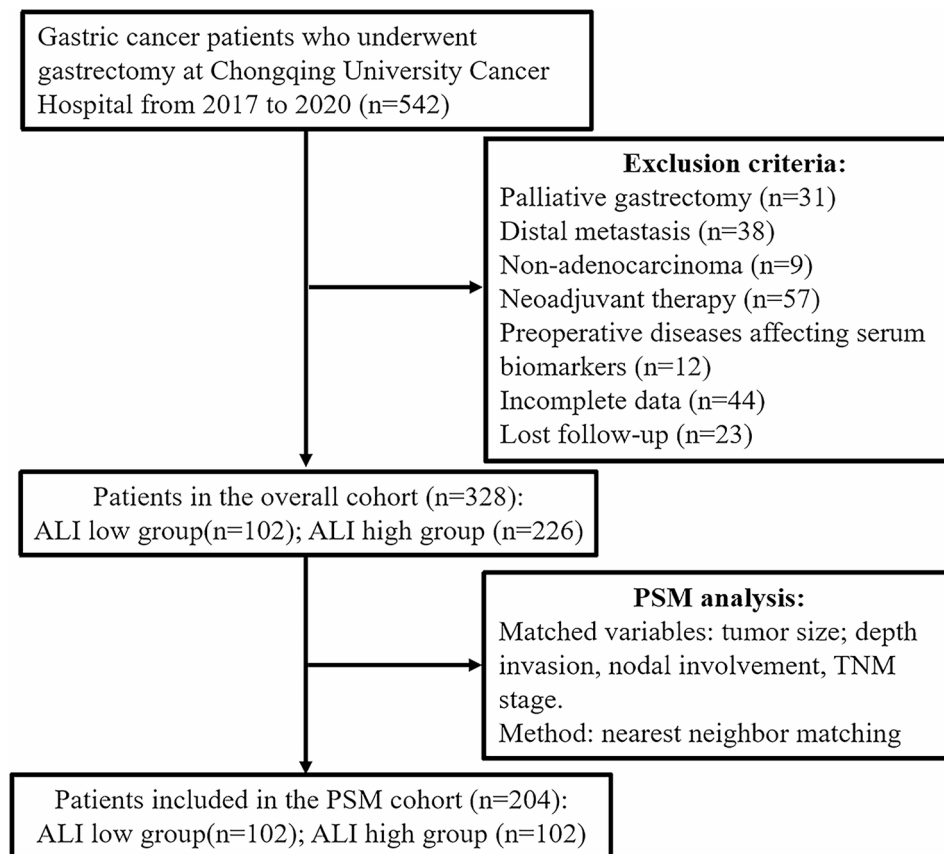 Gastric cancer patients who underwent
gastrectomy at Chongqing University Cancer
Hospital from 2017 to 2020 (n=542)
Exclusion criteria:
Palliative gastrectomy (n=31)
Distal metastasis (n=38)
Non-adenocarcinoma (n=9)
Neoadjuvant therapy (n=57)
Preoperative diseases affecting serum
biomarkers (n=12)
Incomplete data (n=44)
Lost follow-up (n=23)
Patients in the overall cohort (n=328):
ALI low group(n=102); ALI high group (n=226)
PSM analysis:
Matched variables: tumor size; depth
invasion, nodal involvement, TNM
stage.
Method: nearest neighbor matching
Patients included in the PSM cohort (n=204):
ALI low group(n=102); ALI high group (n=102)